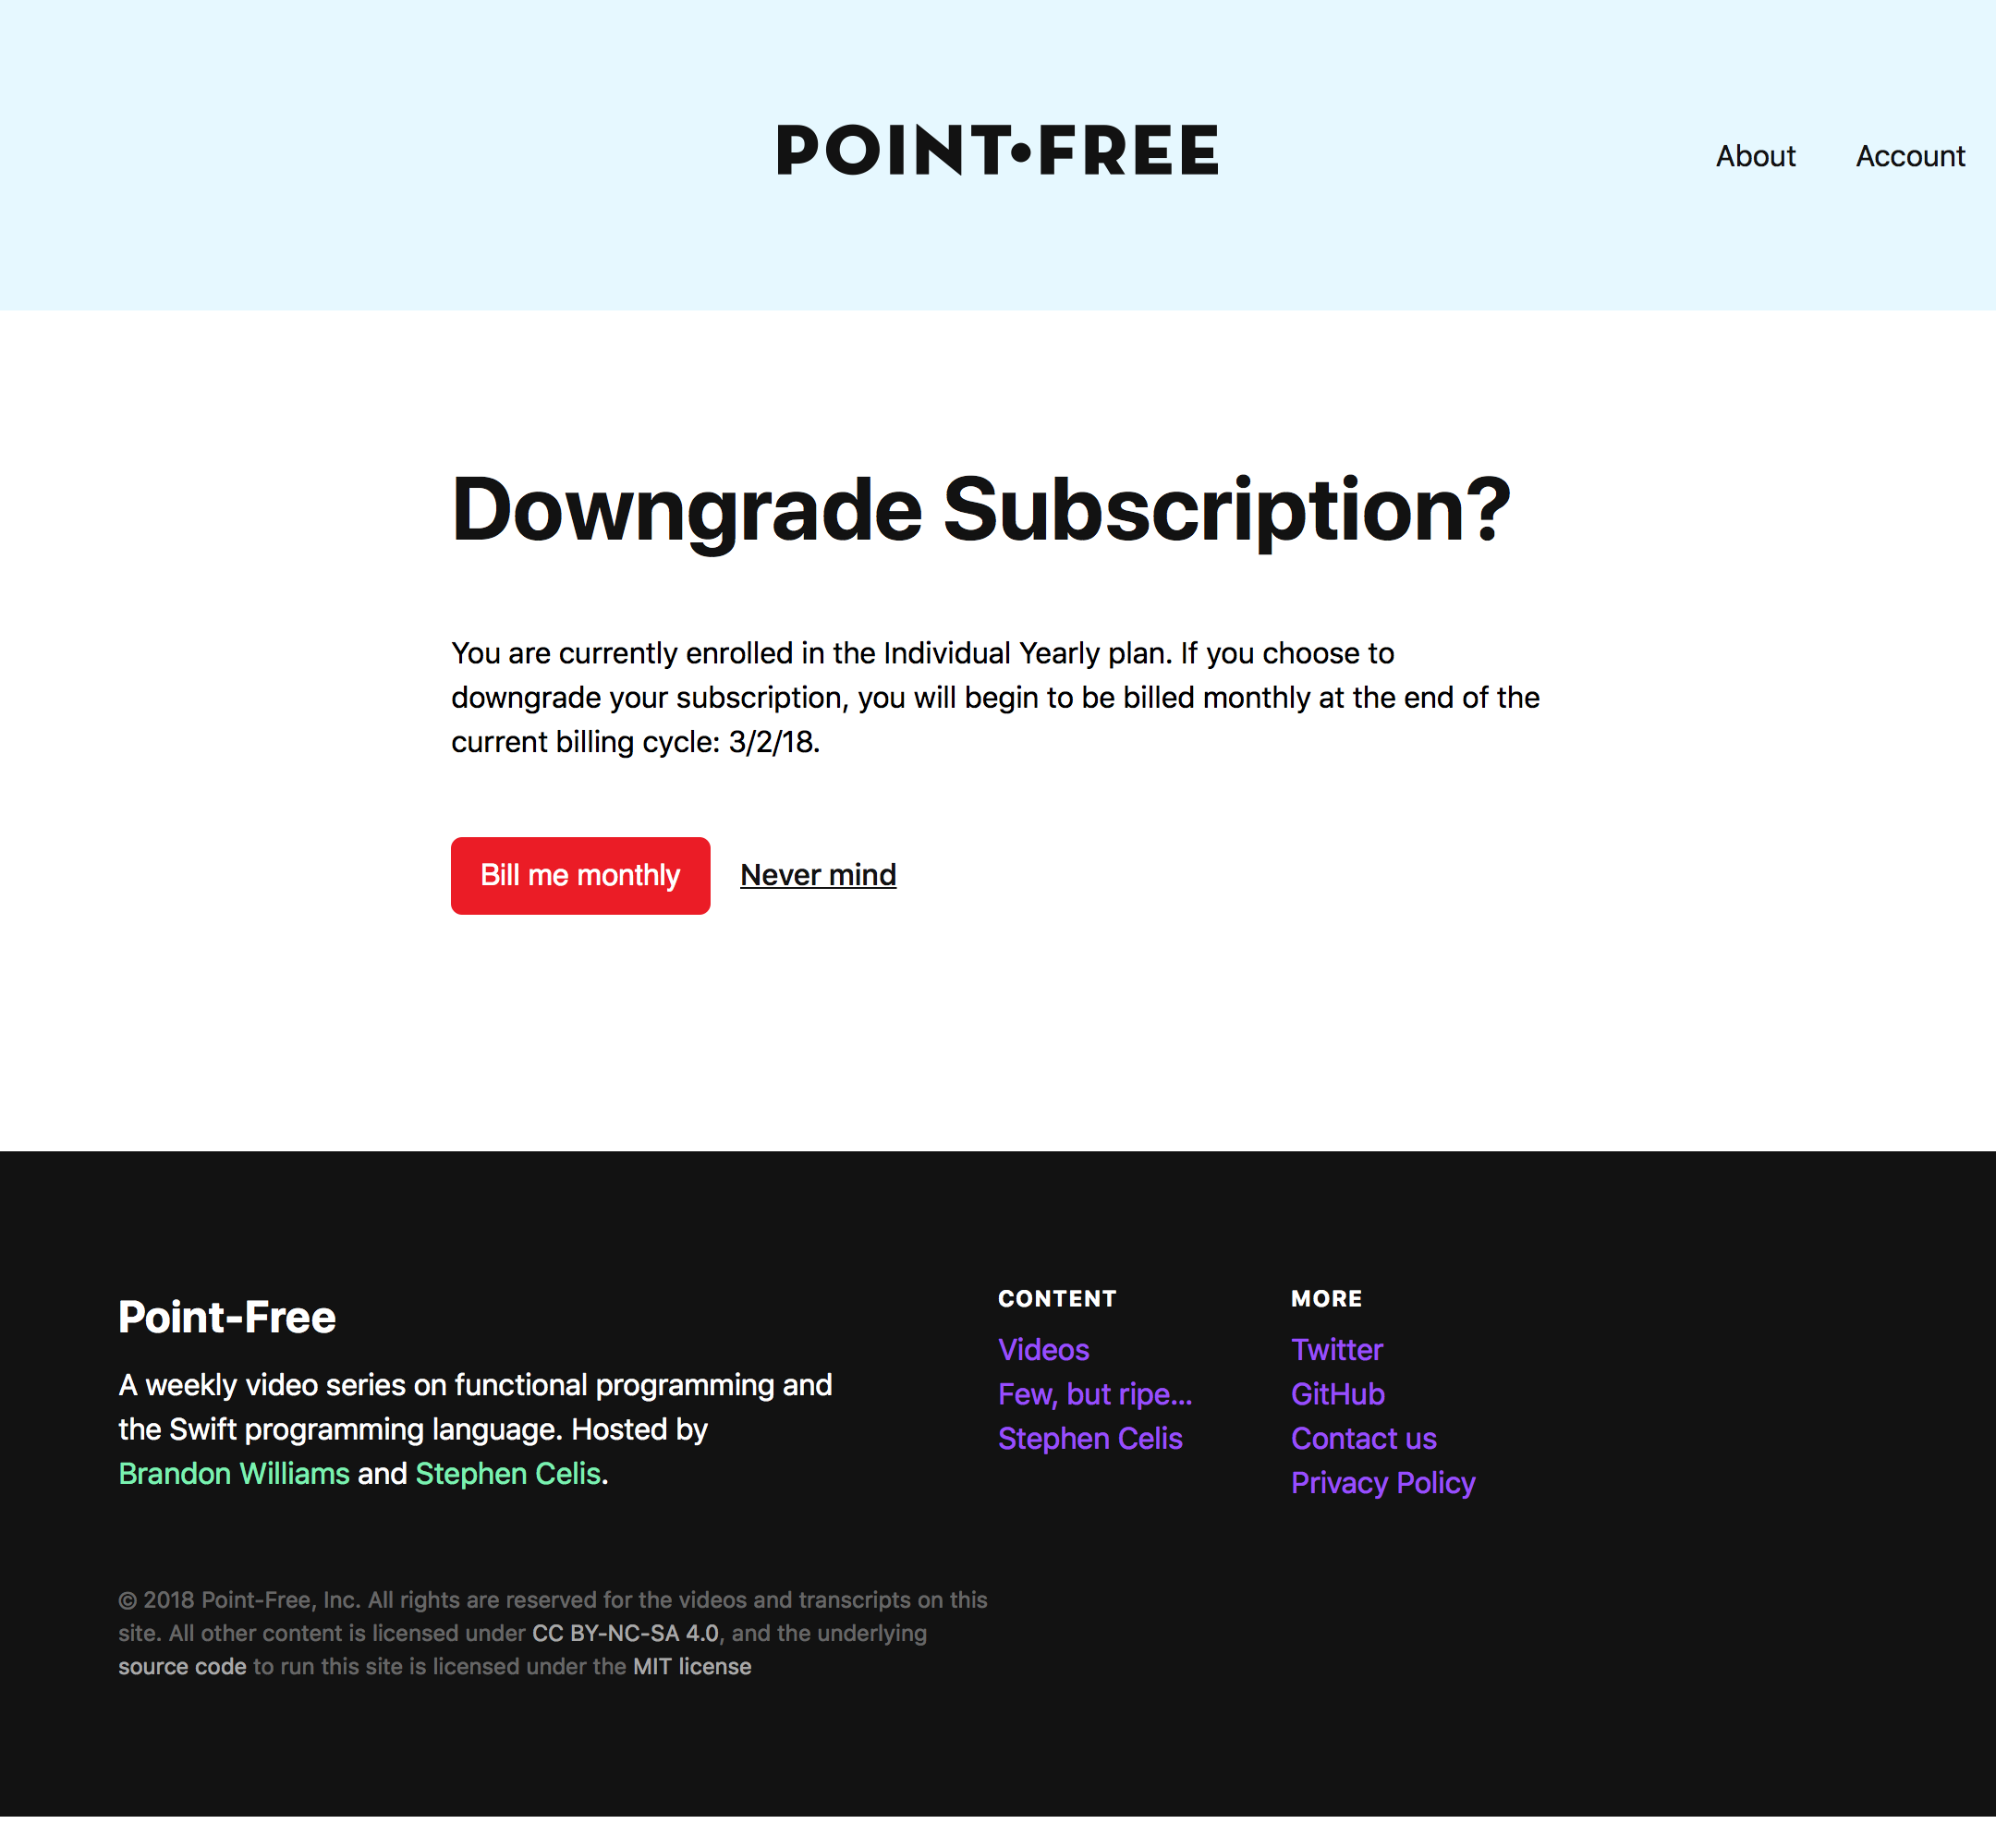 POINT•FREE
About Account
Downgrade Subscription?
You are currently enrolled in the Individual Yearly plan. If you choose to
downgrade your subscription, you will begin to be billed monthly at the end of the
current billing cycle: 3/2/18.
Bill me monthly Never mind
Point-Free
A weekly video series on functional programming and
the Swift programming language. Hosted by
Brandon Williams and Stephen Celis.
CONTENT
Videos
Few, but ripe...
Stephen Celis
MORE
Twitter
GitHub
Contact us
Privacy Policy
© 2018 Point-Free, Inc. All rights are reserved for the videos and transcripts on this
site. All other content is licensed under CC BY-NC-SA 4.0, and the underlying
source code to run this site is licensed under the MIT license